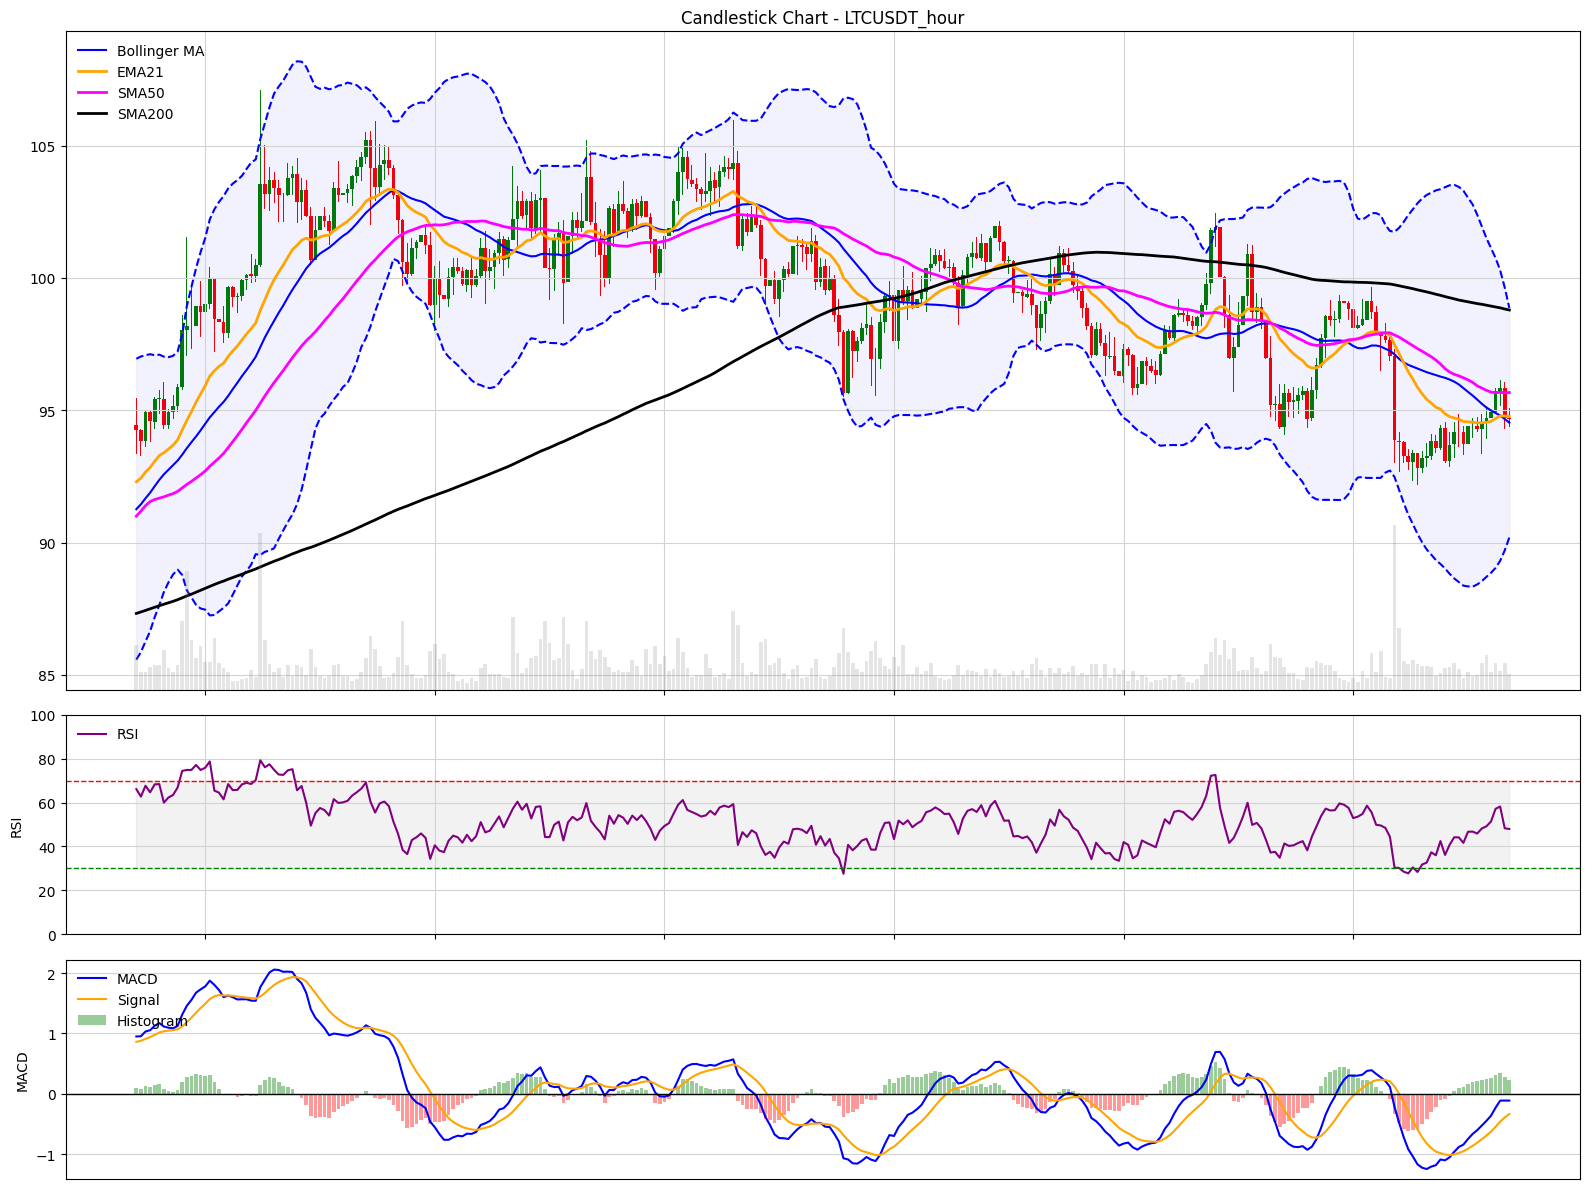 Candlestick Chart - LTCUSDT_hour
Bollinger MA
EMA21
SMA50
SMA200
105
100
95
90
85
RSI
100
80
60
40
20
0
RSI
MACD
Signal
Histogram
2
1
0
−1
MACD